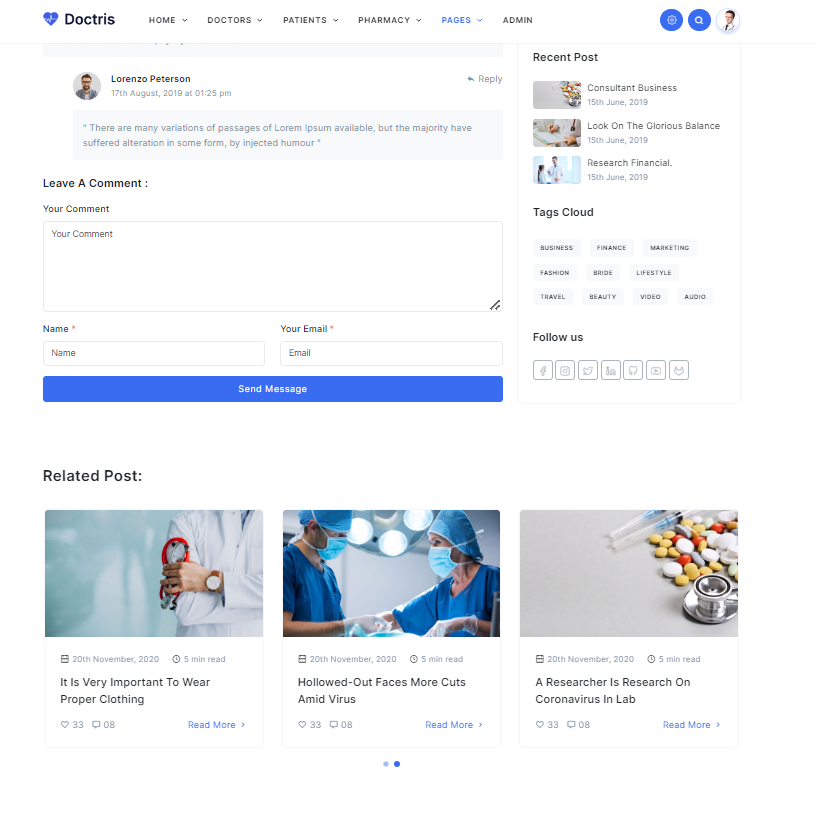 Doctris
HOME
DOCTORS
PATIENTS
PHARMACY
PAGES
ADMIN
Lorenzo Peterson
Reply
17th August, 2019 at 01:25 pm
" There are many variations of passages of Lorem Ipsum available, but the majority have
suffered alteration in some form, by injected humour "
Leave A Comment :
Your Comment
Your Comment
Name *
Your Email *
Name
Email
Send Message
Recent Post
Consultant Business
15th June, 2019
Look On The Glorious Balance
15th June, 2019
Research Financial.
15th June, 2019
Tags Cloud
BUSINESS
FINANCE
MARKETING
FASHION
BRIDE
LIFESTYLE
TRAVEL
BEAUTY
VIDEO
AUDIO
Follow us
Related Post:
20th November, 2020
5 min read
It Is Very Important To Wear
Proper Clothing
33
08
Read More
20th November, 2020
5 min read
Hollowed-Out Faces More Cuts
Amid Virus
33
08
Read More
20th November, 2020
5 min read
A Researcher Is Research On
Coronavirus In Lab
33
08
Read More